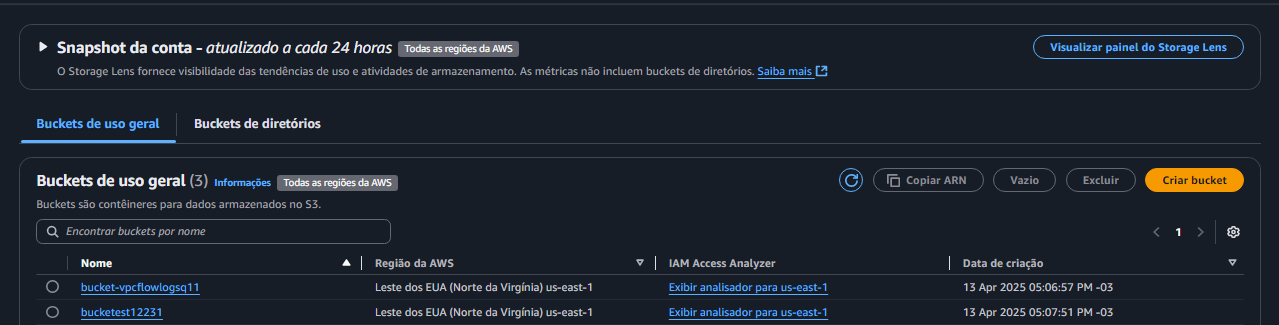 Snapshot da conta - atualizado a cada 24 horas Todas as regiões da AWS
Visualizar painel do Storage Lens
O Storage Lens fornece visibilidade das tendências de uso e atividades de armazenamento. As métricas não incluem buckets de diretórios. Saiba mais
Buckets de uso geral Buckets de diretórios
Buckets de uso geral (3) Informações Todas as regiões da AWS
Copiar ARN Vazio Excluir Criar bucket
Buckets são contêineres para dados armazenados no S3.
Encontrar buckets por nome
1
Nome Região da AWS IAM Access Analyzer Data de criação
bucket-vpcflowlogsq11 Leste dos EUA (Norte da Virgínia) us-east-1 Exibir analisador para us-east-1 13 Apr 2025 05:06:57 PM -03
bucketest12231 Leste dos EUA (Norte da Virgínia) us-east-1 Exibir analisador para us-east-1 13 Apr 2025 05:07:51 PM -03